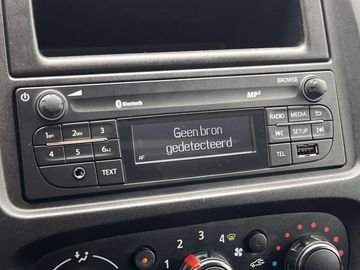 BROWSE
Bluetooth
MP3
1
2
3
4
5
6
TEXT
Geen bron
gedetecteerd
AF
RADIO
MEDIA
SETUP
TEL
1
2
3
4